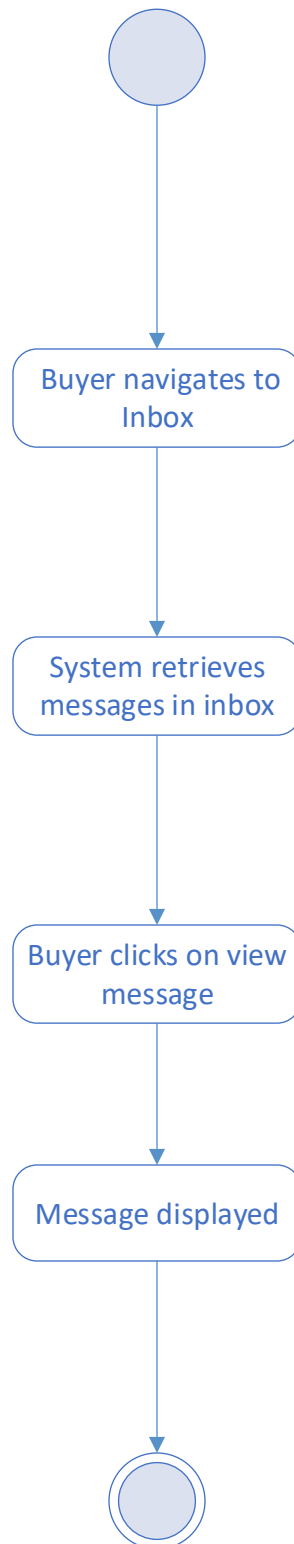 Buyer navigates to
Inbox
System retrieves
messages in inbox
Buyer clicks on view
message
Message displayed